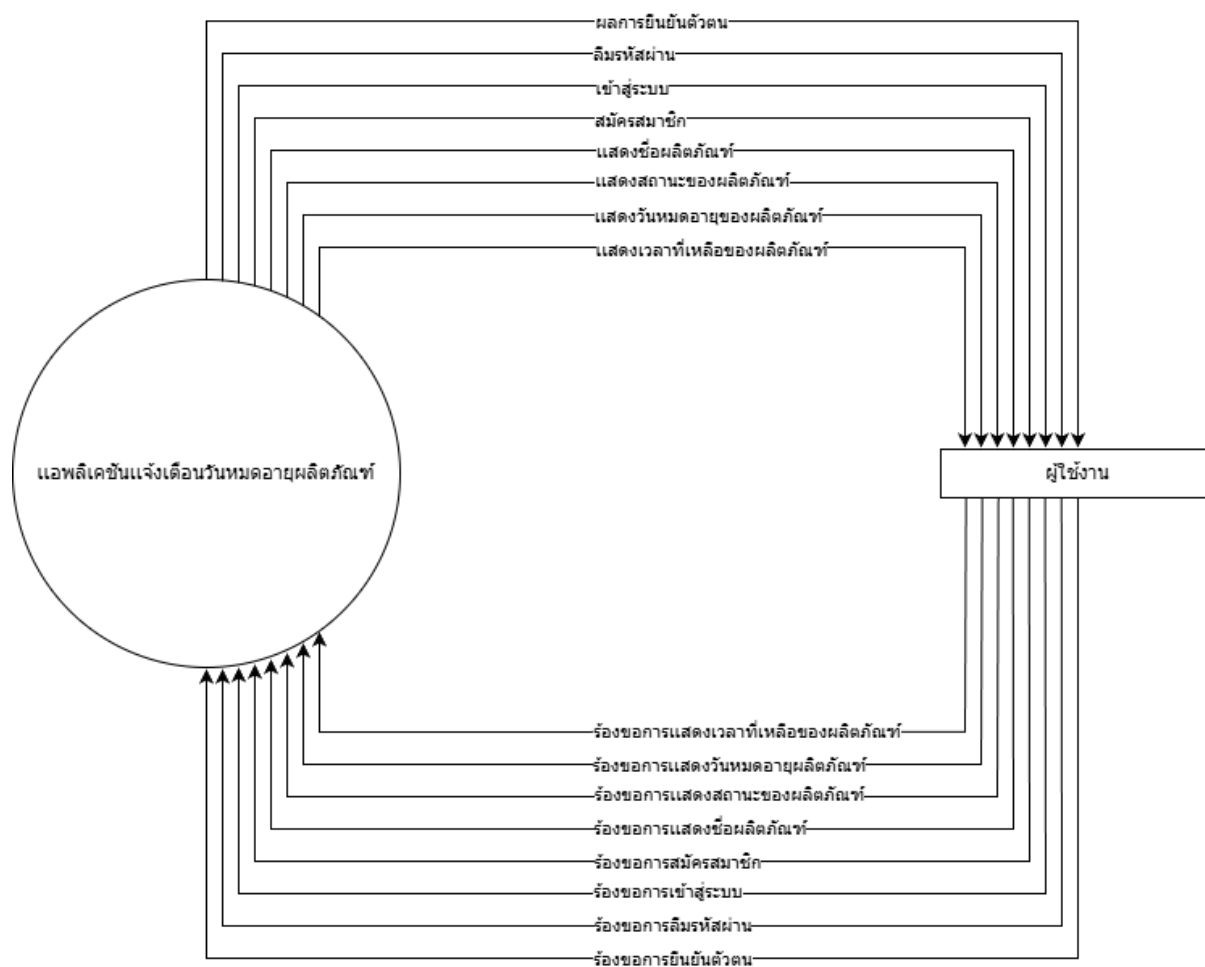 ผลการยืนยันตัวตน
ลืมรหัสผ่าน
เข้าสู่ระบบ
สมัครสมาชิก
แสดงชื่อผลิตภัณฑ์
แสดงสถานะของผลิตภัณฑ์
แสดงวันหมดอายุของผลิตภัณฑ์
แสดงเวลาที่เหลือของผลิตภัณฑ์
แอพลิเคชันแจ้งเตือนวันหมดอายุผลิตภัณฑ์
ผู้ใช้งาน
ร้องขอการแสดงเวลาที่เหลือของผลิตภัณฑ์
ร้องขอการแสดงวันหมดอายุผลิตภัณฑ์
ร้องขอการแสดงสถานะของผลิตภัณฑ์
ร้องขอการแสดงชื่อผลิตภัณฑ์
ร้องขอการสมัครสมาชิก
ร้องขอการเข้าสู่ระบบ
ร้องขอการลืมรหัสผ่าน
ร้องขอการยืนยันตัวตน